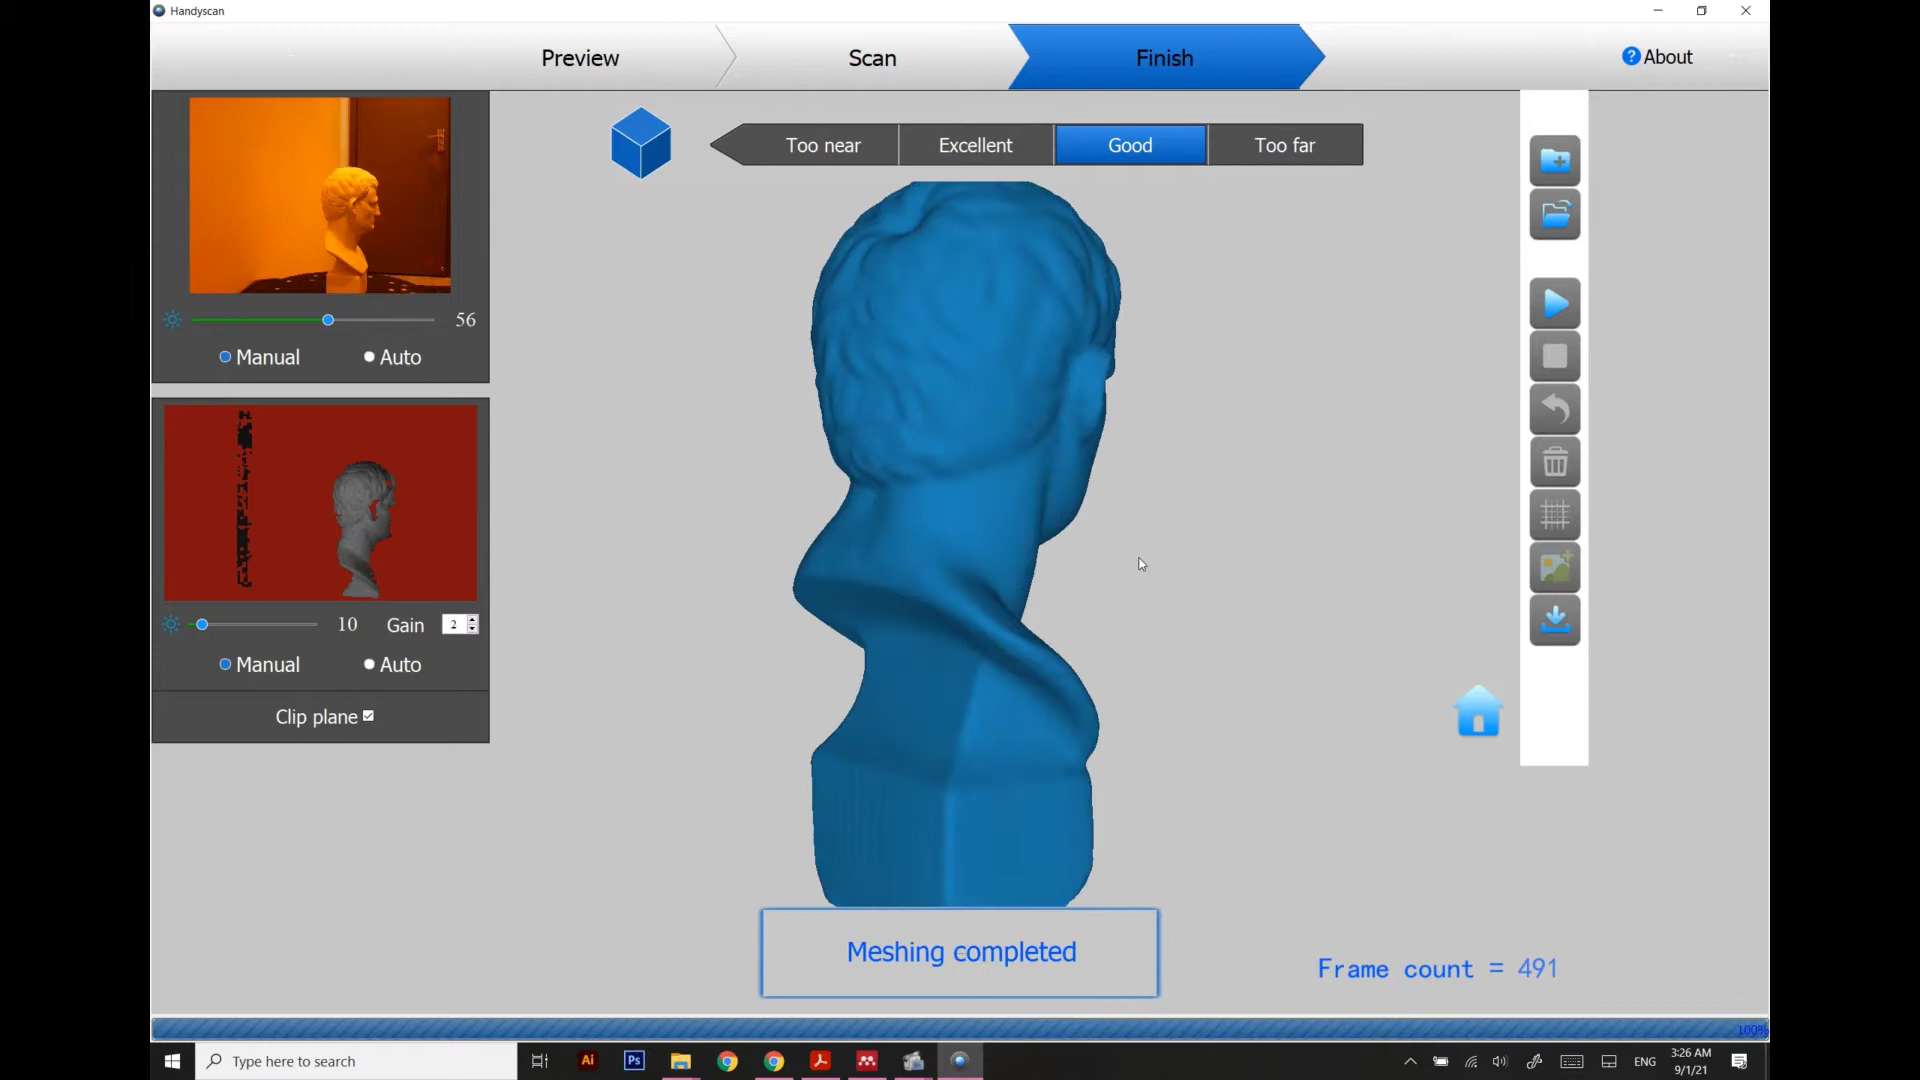 Handyscan
Preview
Scan
Finish
About
Too near
Excellent
Good
Too far
56
Manual
Auto
10
Gain
2
Manual
Auto
Clip plane
Meshing completed
Frame count = 491
100%
Type here to search
Ai
Ps
ENG
3:26 AM
9/1/21